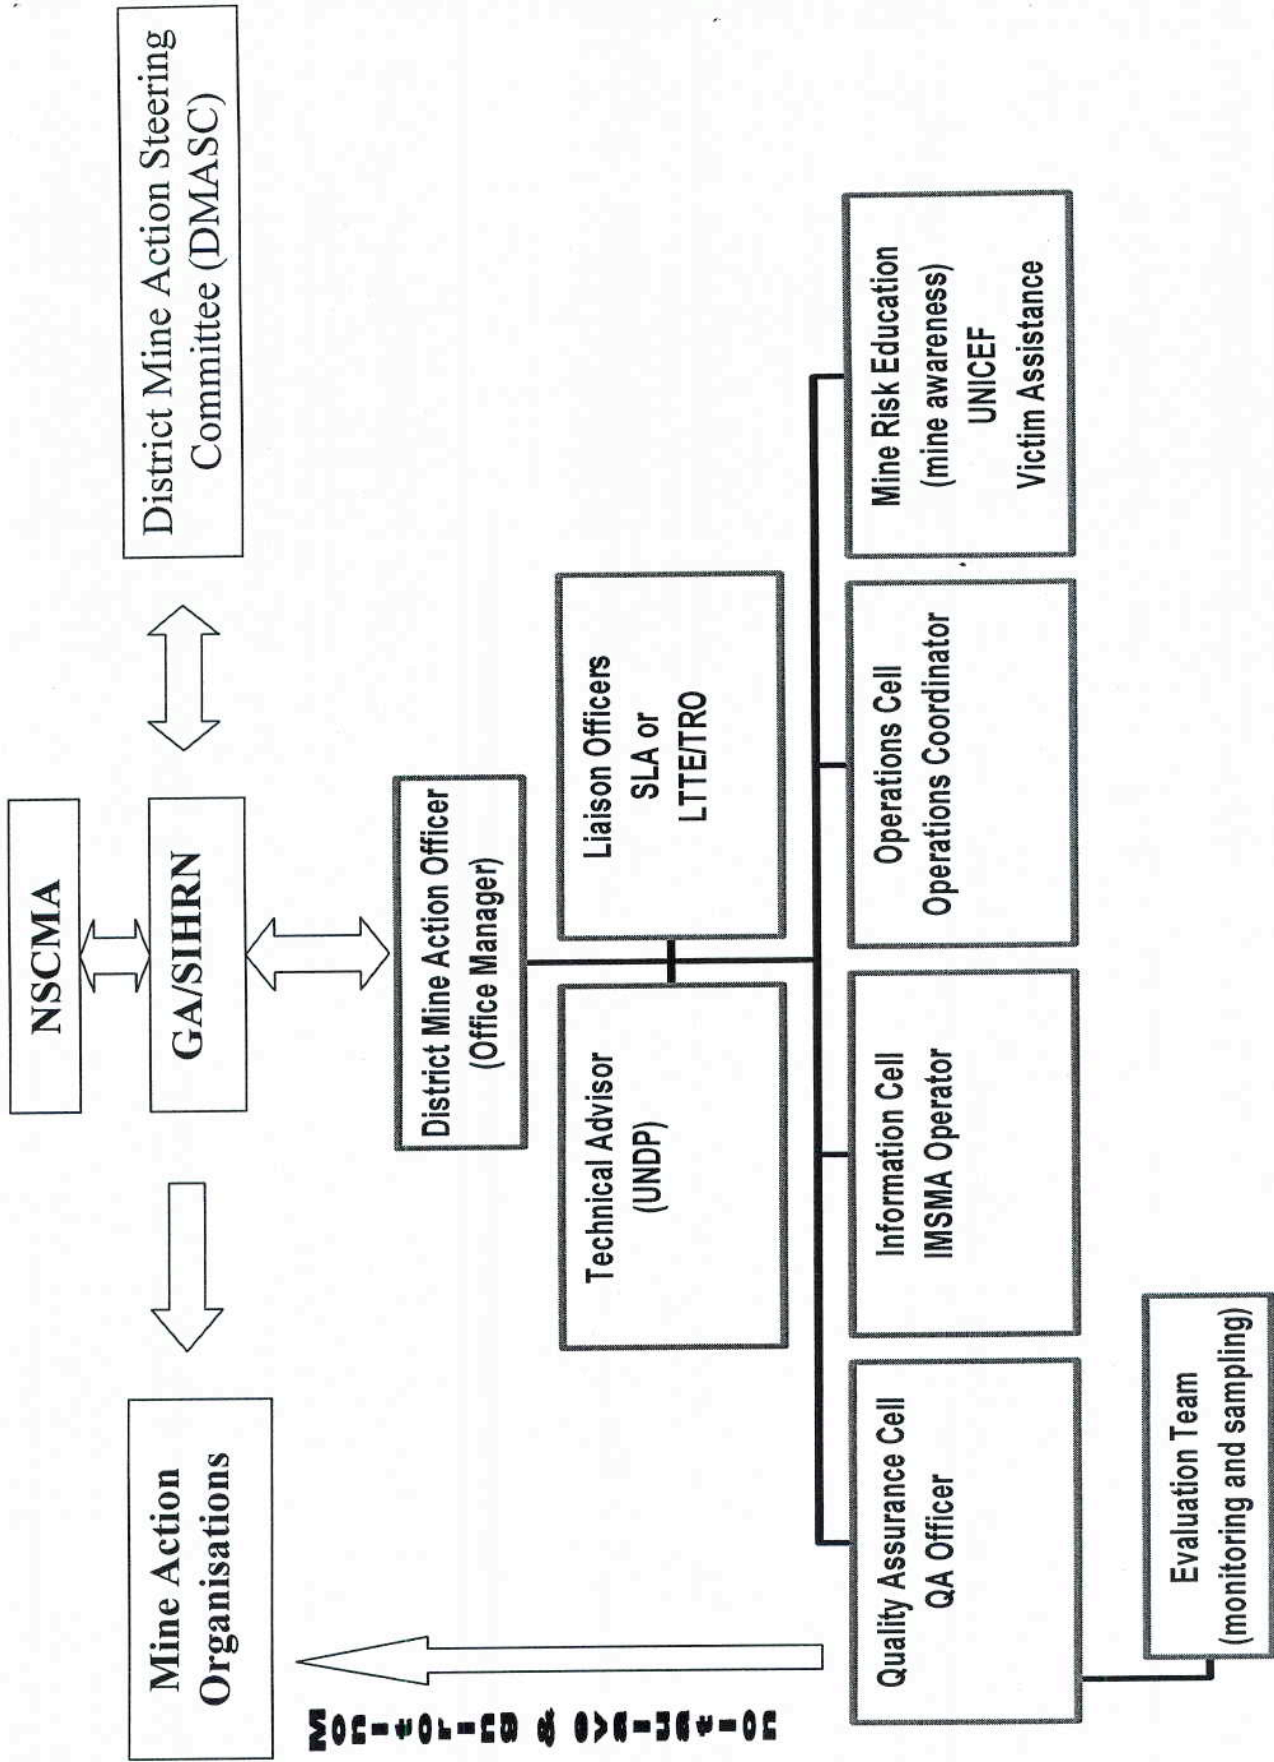 NSCMA
Mine Action
Organisations
GA/SIHRN
District Mine Action Steering
Committee (DMASC)
District Mine Action Officer
(Office Manager)
Technical Advisor
(UNDP)
Liaison Officers
SLA or
LTTE/TRO
Monitoring & evaluation
Quality Assurance Cell
QA Officer
Information Cell
IMSMA Operator
Operations Cell
Operations Coordinator
Mine Risk Education
(mine awareness)
UNICEF
Victim Assistance
Evaluation Team
(monitoring and sampling)